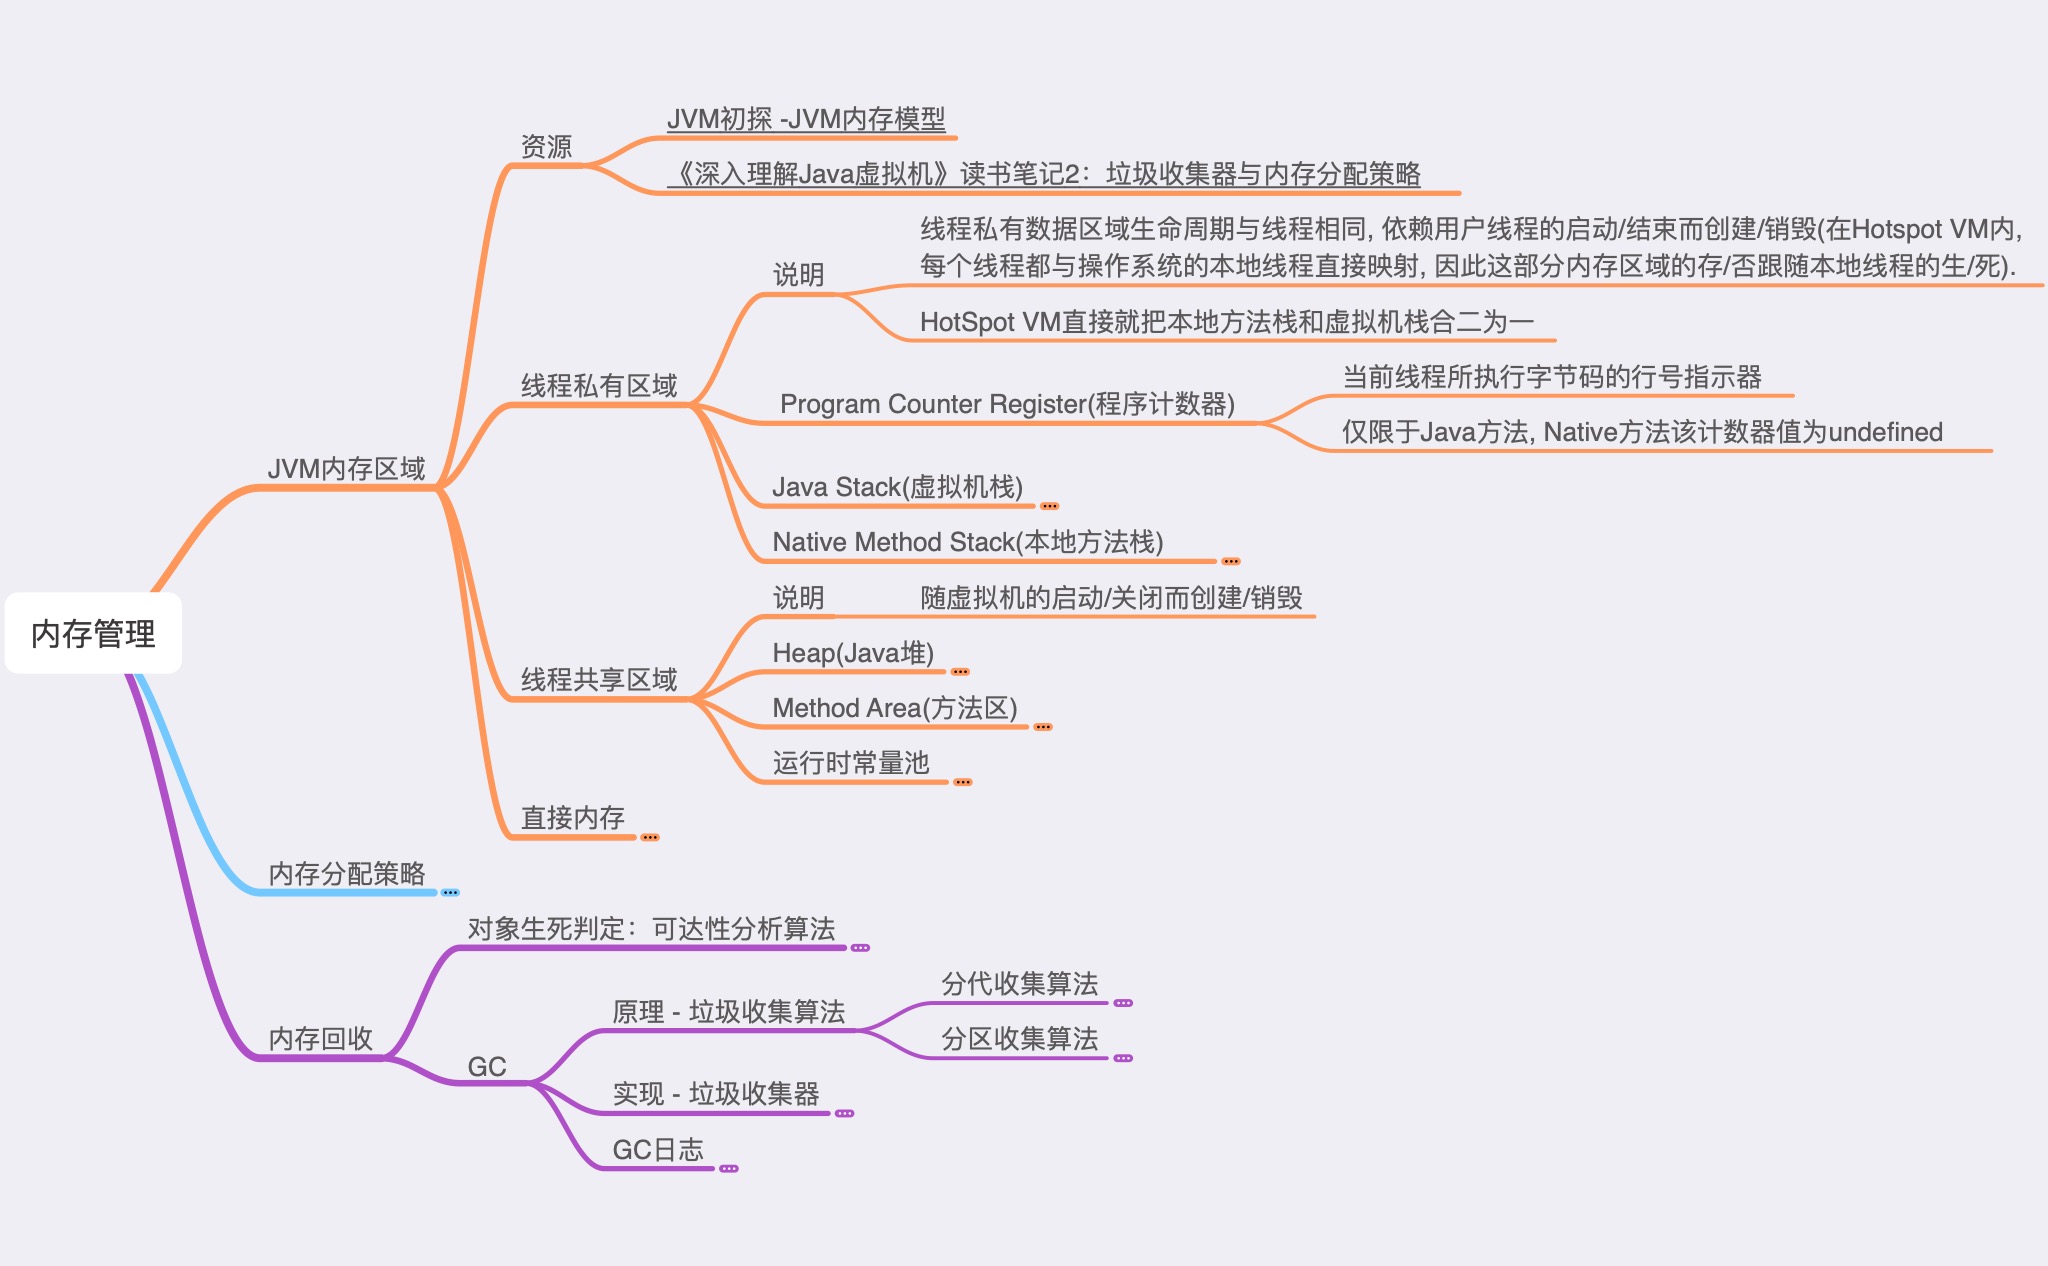 内存管理
JVM内存区域
资源
JVM初探 -JVM内存模型
《深入理解Java虚拟机》读书笔记2：垃圾收集器与内存分配策略
线程私有区域
说明
线程私有数据区域生命周期与线程相同, 依赖用户线程的启动/结束而创建/销毁(在Hotspot VM内,
每个线程都与操作系统的本地线程直接映射, 因此这部分内存区域的存/否跟随本地线程的生/死).
HotSpot VM直接就把本地方法栈和虚拟机栈合二为一
Program Counter Register(程序计数器)
当前线程所执行字节码的行号指示器
仅限于Java方法, Native方法该计数器值为undefined
Java Stack(虚拟机栈)
Native Method Stack(本地方法栈)
线程共享区域
说明
随虚拟机的启动/关闭而创建/销毁
Heap(Java堆)
Method Area(方法区)
运行时常量池
直接内存
内存分配策略
内存回收
对象生死判定：可达性分析算法
GC
原理 - 垃圾收集算法
分代收集算法
分区收集算法
实现 - 垃圾收集器
GC日志